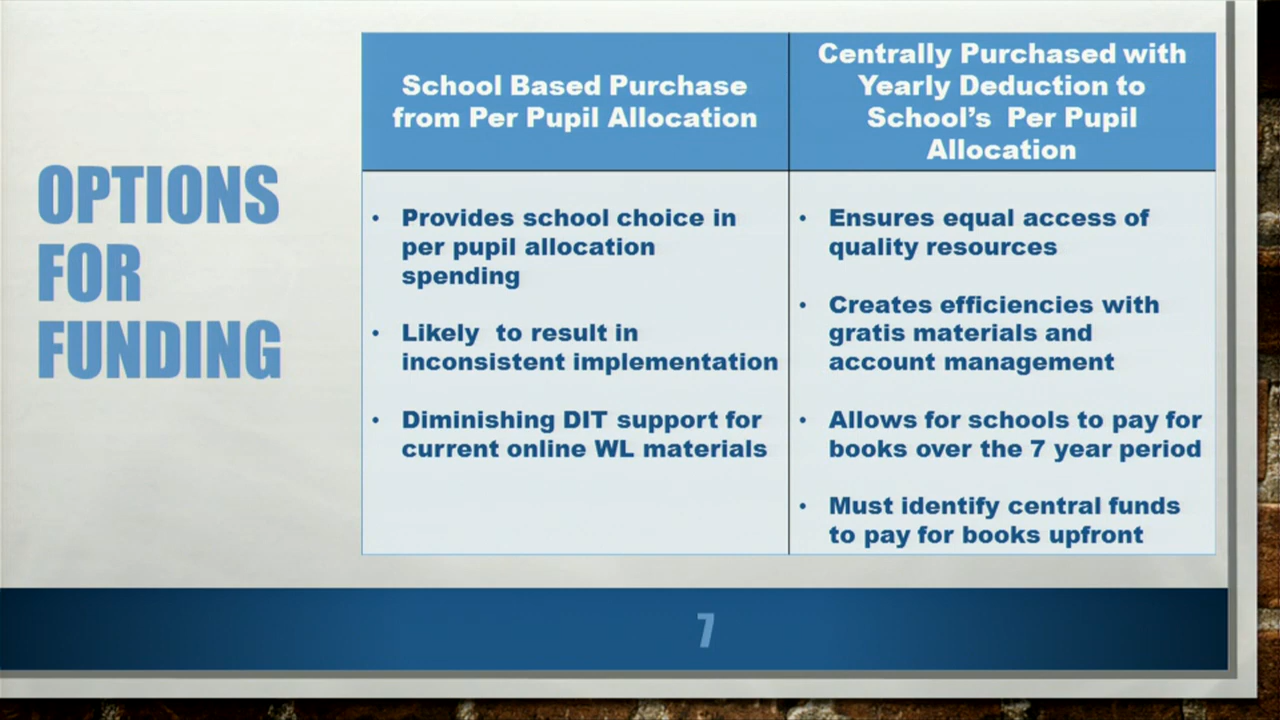 OPTIONS
FOR
FUNDING
School Based Purchase
from Per Pupil Allocation
Centrally Purchased with
Yearly Deduction to
School’s Per Pupil
Allocation
• Provides school choice in
per pupil allocation
spending
• Likely to result in
inconsistent implementation
• Diminishing DIT support for
current online WL materials
• Ensures equal access of
quality resources
• Creates efficiencies with
gratis materials and
account management
• Allows for schools to pay for
books over the 7 year period
• Must identify central funds
to pay for books upfront
7